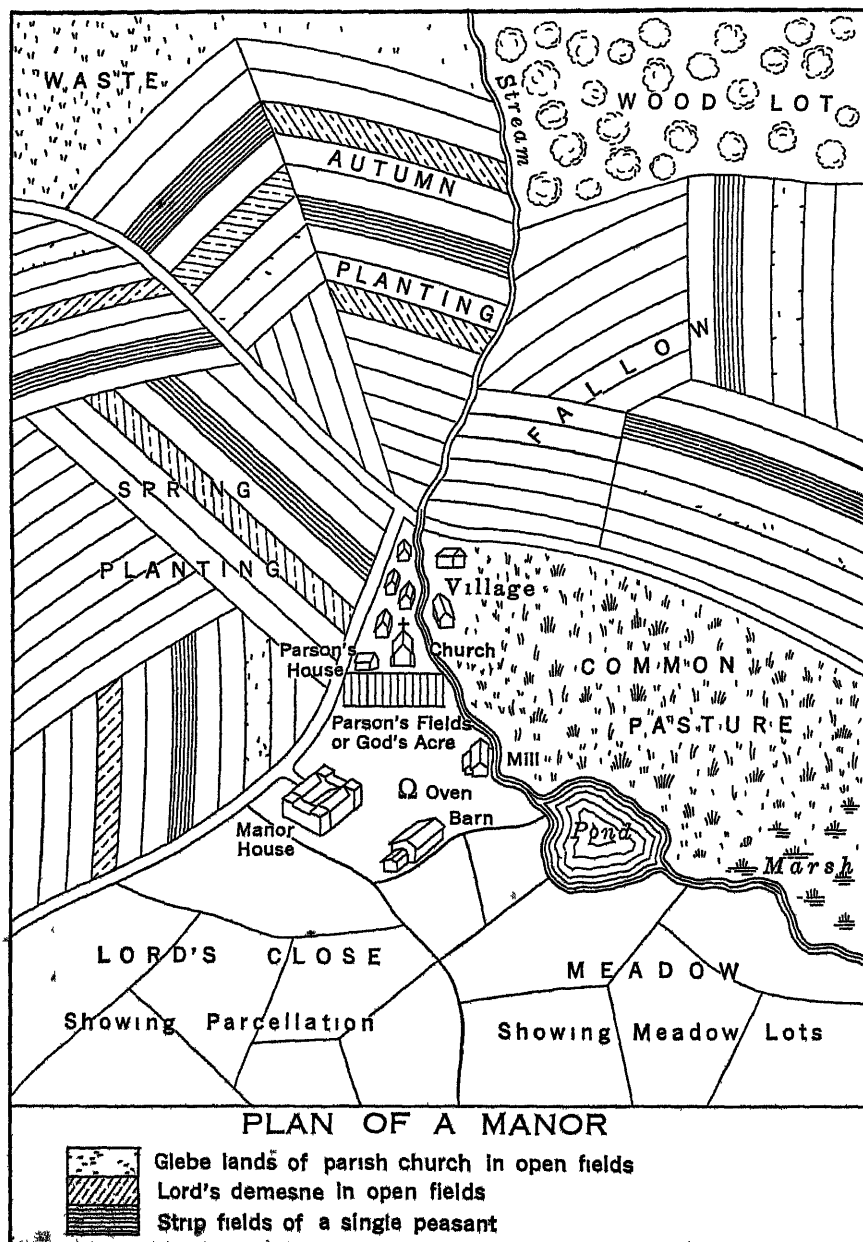 WASTE
Stream
WOOD LOT
AUTUMN
PLANTING
FALLOW
SPRING
PLANTING
Village
Parson's
House
Church
COMMON
PASTURE
Parson's Fields
or God's Acre
Mill
Ω Oven
Manor
House
Barn
Pond
Marsh
LORD'S CLOSE
Showing Parcellation
MEADOW
Showing Meadow Lots
PLAN OF A MANOR
Glebe lands of parish church in open fields
Lord's demesne in open fields
Strip fields of a single peasant